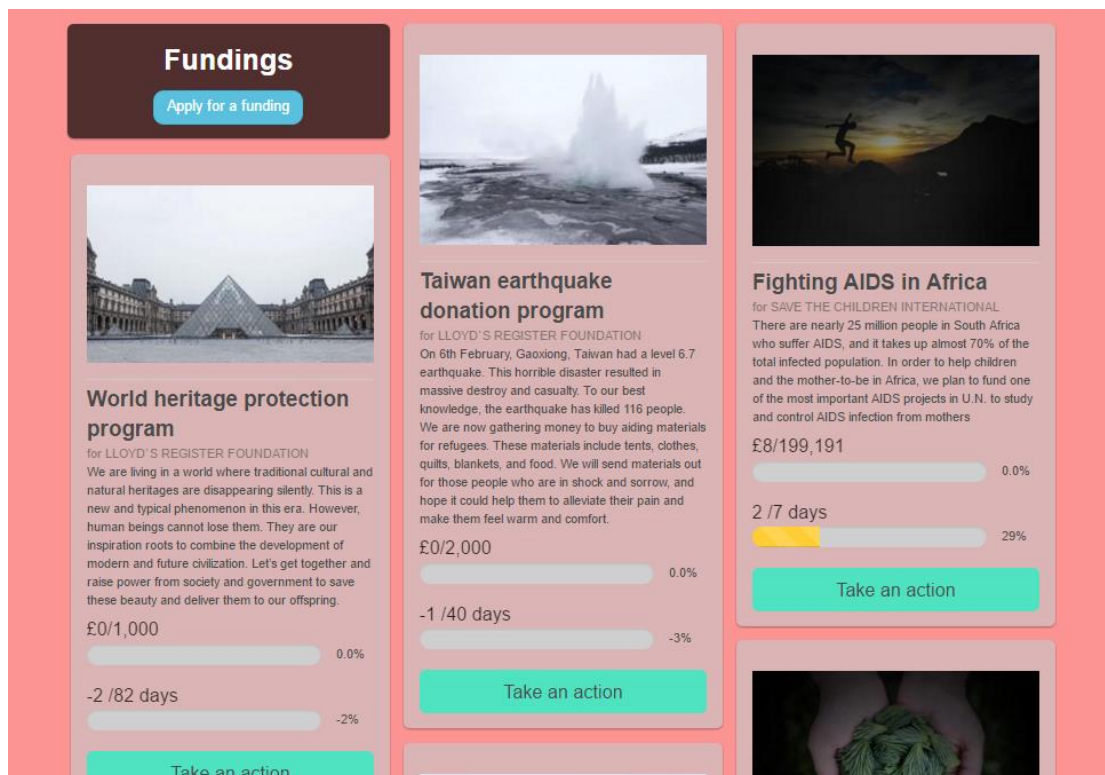 Fundings
Apply for a funding
World heritage protection
program
for LLOYD'S REGISTER FOUNDATION
We are living in a world where traditional cultural and
natural heritages are disappearing silently. This is a
new and typical phenomenon in this era. However,
human beings cannot lose them. They are our
inspiration roots to combine the development of
modern and future civilization. Let's get together and
raise power from society and government to save
these beauty and deliver them to our offspring.
£0/1,000
0.0%
-2 /82 days
-2%
Take an action
Taiwan earthquake
donation program
for LLOYD'S REGISTER FOUNDATION
On 6th February, Gaoxiong, Taiwan had a level 6.7
earthquake. This horrible disaster resulted in
massive destroy and casualty. To our best
knowledge, the earthquake has killed 116 people.
We are now gathering money to buy aiding materials
for refugees. These materials include tents, clothes,
quilts, blankets, and food. We will send materials out
for those people who are in shock and sorrow, and
hope it could help them to alleviate their pain and
make them feel warm and comfort.
£0/2,000
0.0%
-1 /40 days
-3%
Take an action
Fighting AIDS in Africa
for SAVE THE CHILDREN INTERNATIONAL
There are nearly 25 million people in South Africa
who suffer AIDS, and it takes up almost 70% of the
total infected population. In order to help children
and the mother-to-be in Africa, we plan to fund one
of the most important AIDS projects in U.N. to study
and control AIDS infection from mothers
£8/199,191
0.0%
2 /7 days
29%
Take an action